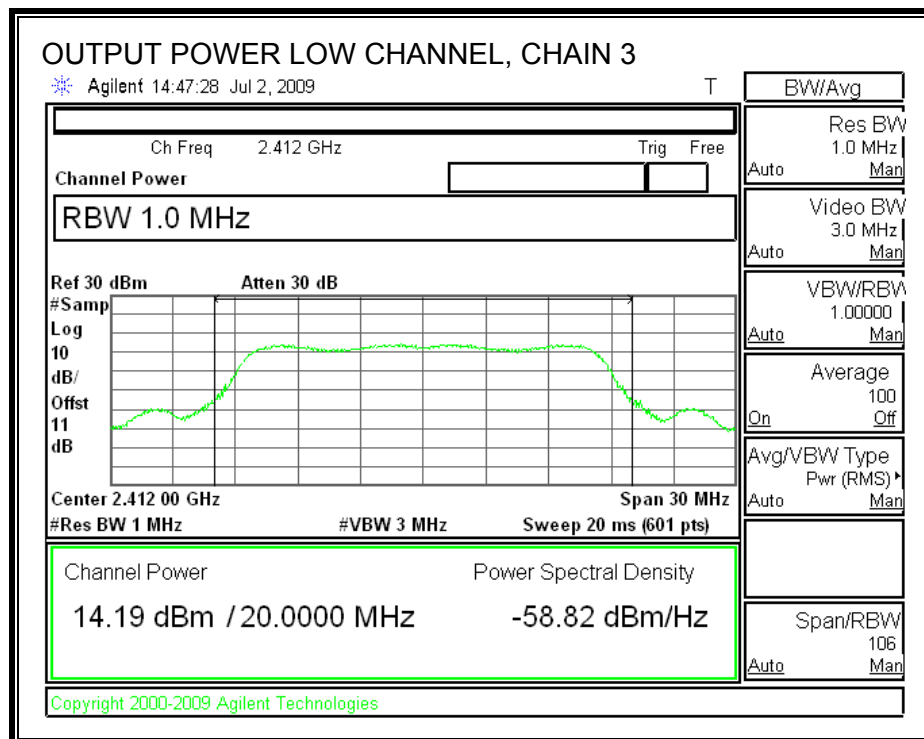 OUTPUT POWER LOW CHANNEL, CHAIN 3
Agilent 14:47:28 Jul 2, 2009 T
Ch Freq 2.412 GHz Trig Free
Channel Power
RBW 1.0 MHz
Ref 30 dBm Atten 30 dB
#Samp
Log
10
dB/
Offst
11
dB
Center 2.412 00 GHz Span 30 MHz
#Res BW 1 MHz #VBW 3 MHz Sweep 20 ms (601 pts)
Channel Power Power Spectral Density
14.19 dBm / 20.0000 MHz -58.82 dBm/Hz
Copyright 2000-2009 Agilent Technologies
BW/Avg
Res BW
1.0 MHz
Auto Man
Video BW
3.0 MHz
Auto Man
VBW/RBW
1.00000
Auto Man
Average
100
On Off
Avg/VBW Type
Pwr (RMS)
Auto Man
Span/RBW
106
Auto Man